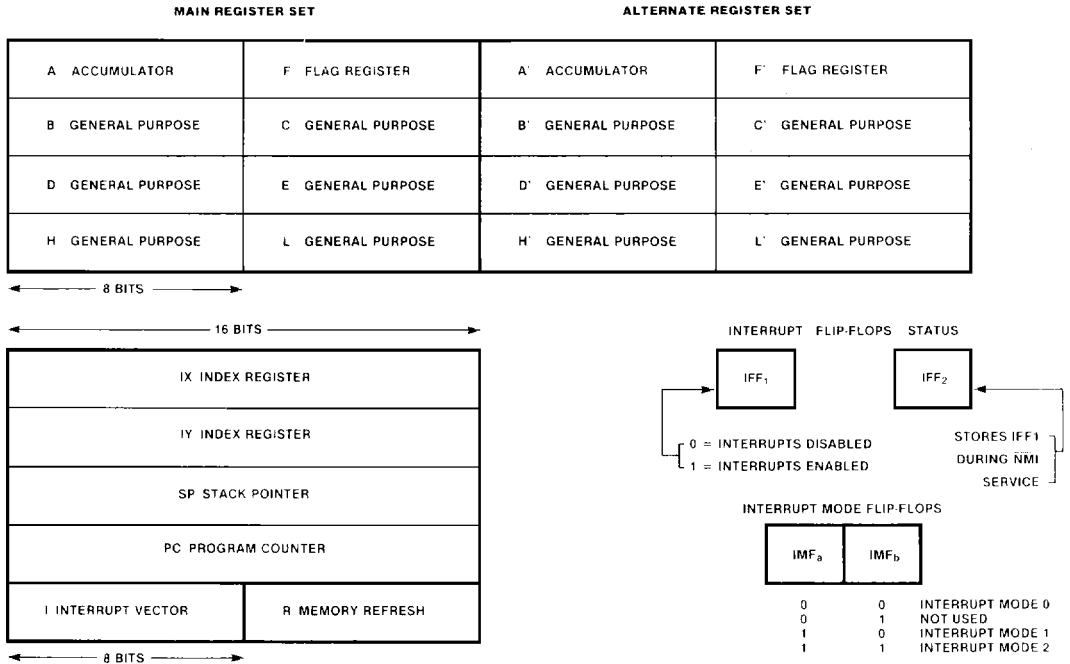 MAIN REGISTER SET
ALTERNATE REGISTER SET
A ACCUMULATOR
F FLAG REGISTER
A' ACCUMULATOR
F' FLAG REGISTER
B GENERAL PURPOSE
C GENERAL PURPOSE
B' GENERAL PURPOSE
C' GENERAL PURPOSE
D GENERAL PURPOSE
E GENERAL PURPOSE
D' GENERAL PURPOSE
E' GENERAL PURPOSE
H GENERAL PURPOSE
L GENERAL PURPOSE
H' GENERAL PURPOSE
L' GENERAL PURPOSE
8 BITS
16 BITS
IX INDEX REGISTER
IY INDEX REGISTER
SP STACK POINTER
PC PROGRAM COUNTER
I INTERRUPT VECTOR
R MEMORY REFRESH
8 BITS
INTERRUPT FLIP-FLOPS STATUS
IFF₁
IFF₂
0 = INTERRUPTS DISABLED
1 = INTERRUPTS ENABLED
STORES IFF1
DURING N̅M̅I̅
SERVICE
INTERRUPT MODE FLIP-FLOPS
IMFa
IMFb
0 0 INTERRUPT MODE 0
0 1 NOT USED
1 0 INTERRUPT MODE 1
1 1 INTERRUPT MODE 2